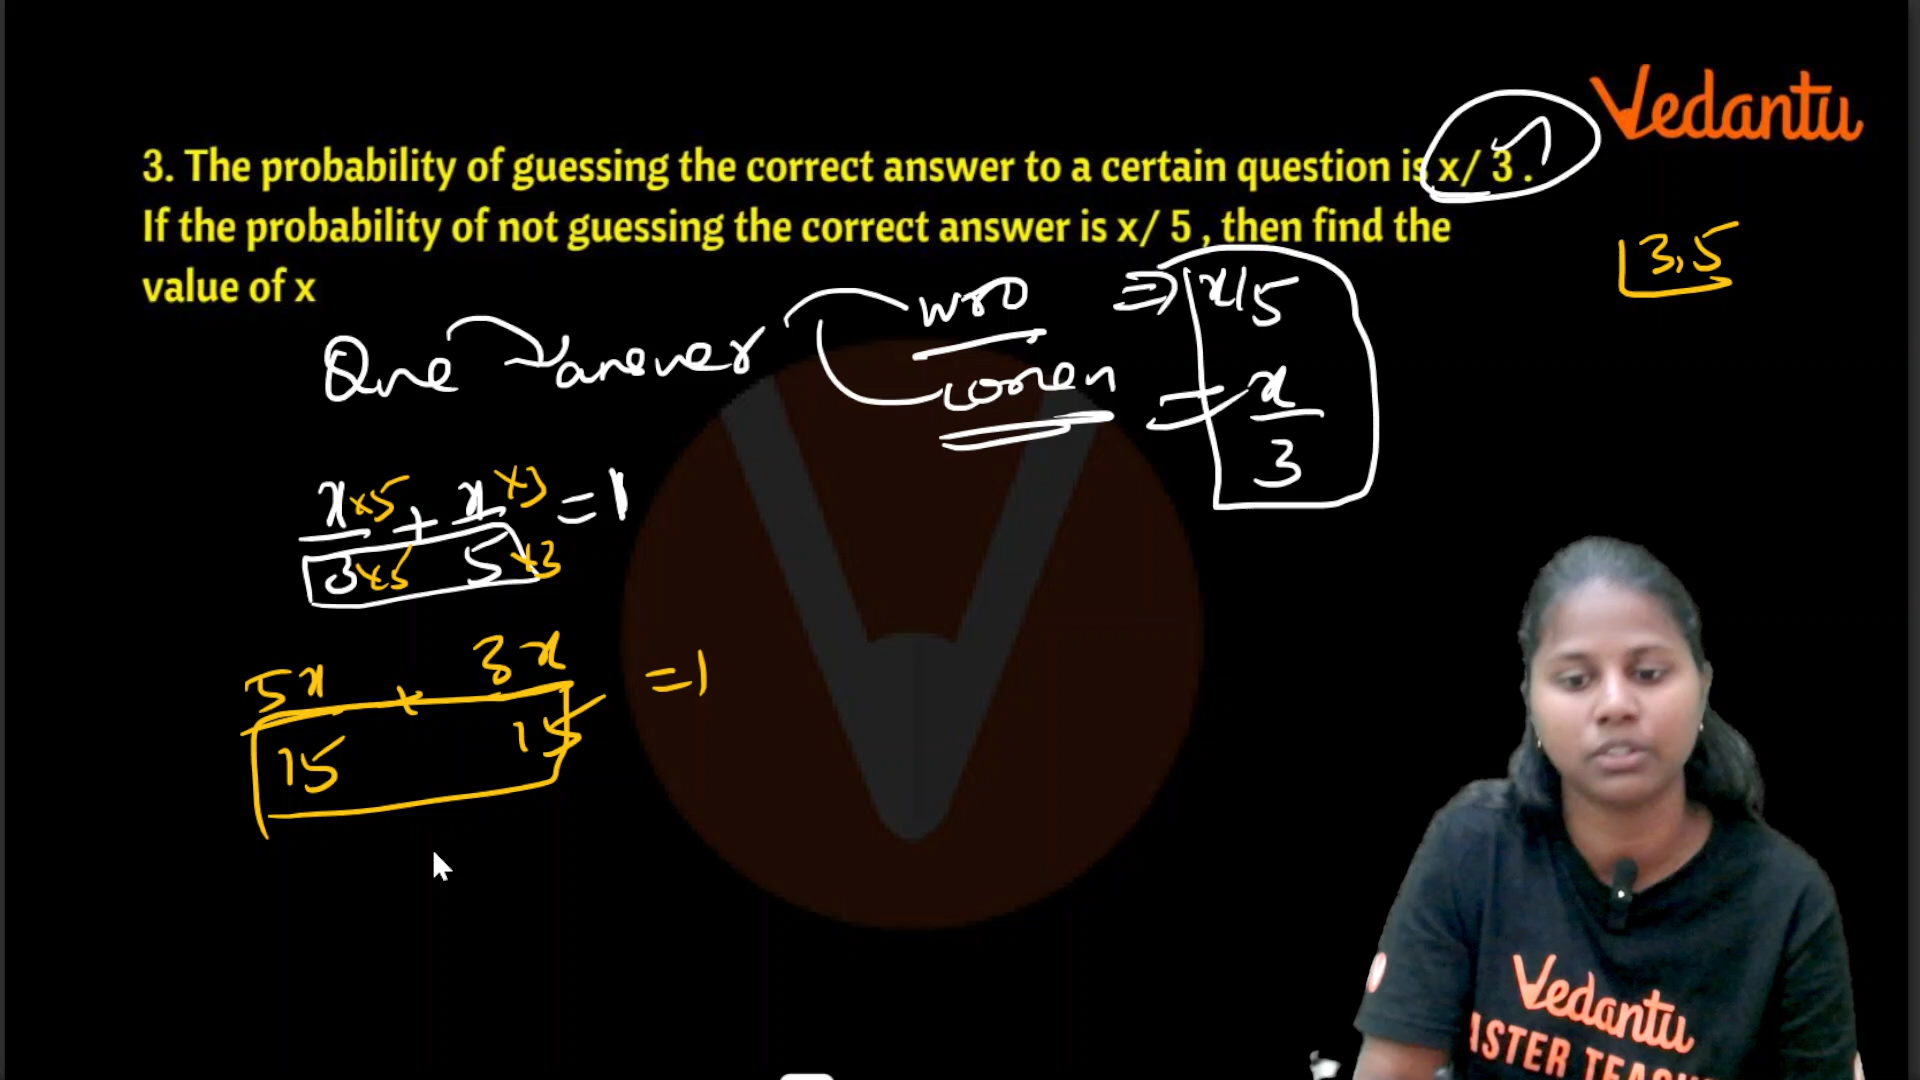 Vedantu
3. The probability of guessing the correct answer to a certain question is x/ 3 .
If the probability of not guessing the correct answer is x/ 5 , then find the
value of x
3,5
Que answer
wro ⇒ x/5
= x/3
x×5/3×5 + x×3/5×3 = 1
5x/15 + 3x/15 = 1
Vedantu